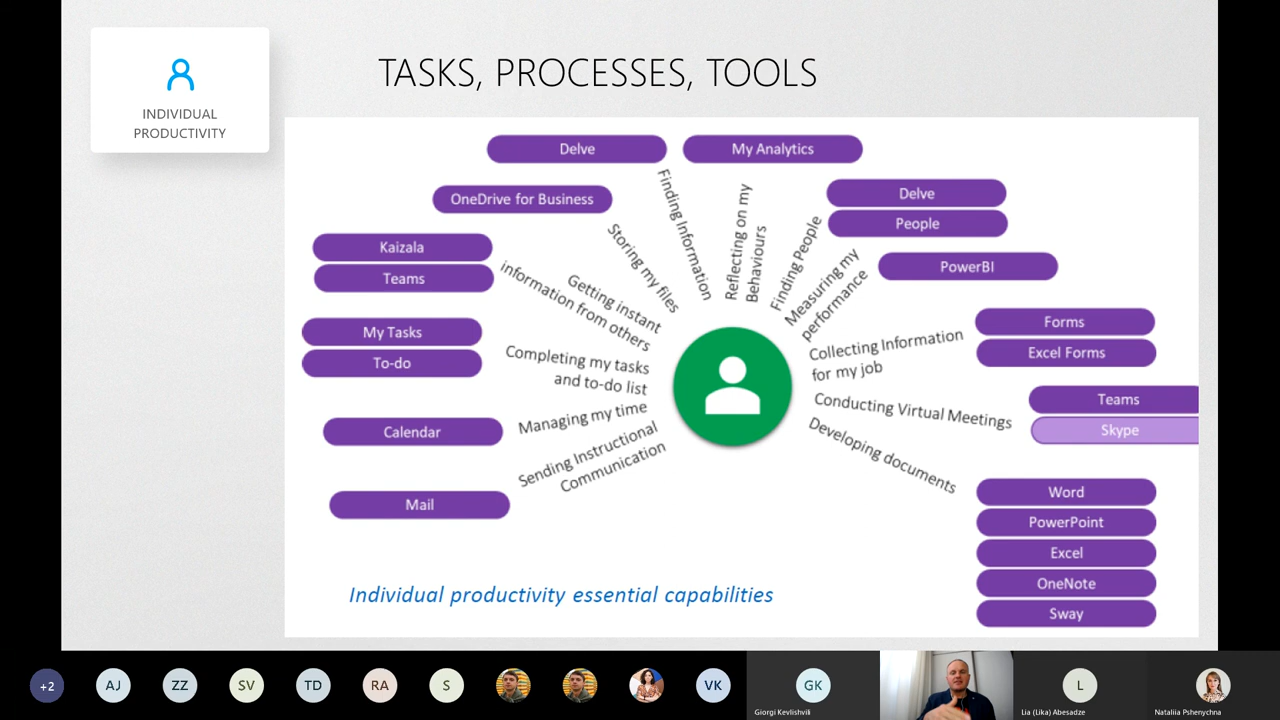 INDIVIDUAL
PRODUCTIVITY
TASKS, PROCESSES, TOOLS
Delve
My Analytics
OneDrive for Business
Delve
People
Kaizala
Teams
PowerBI
My Tasks
To-do
Forms
Excel Forms
Calendar
Teams
Skype
Mail
Word
PowerPoint
Excel
OneNote
Sway
Finding Information
Reflecting on my
Behaviours
Finding People
Measuring my
performance
Storing my files
Getting instant
information from others
Collecting Information
for my job
Completing my tasks
and to-do list
Conducting Virtual Meetings
Managing my time
Developing documents
Sending Instructional
Communication
Individual productivity essential capabilities
+2
AJ
ZZ
SV
TD
RA
S
VK
GK
L
Giorgi Kevlishvili
Lia (Lika) Abesadze
Nataliia Pshenychna